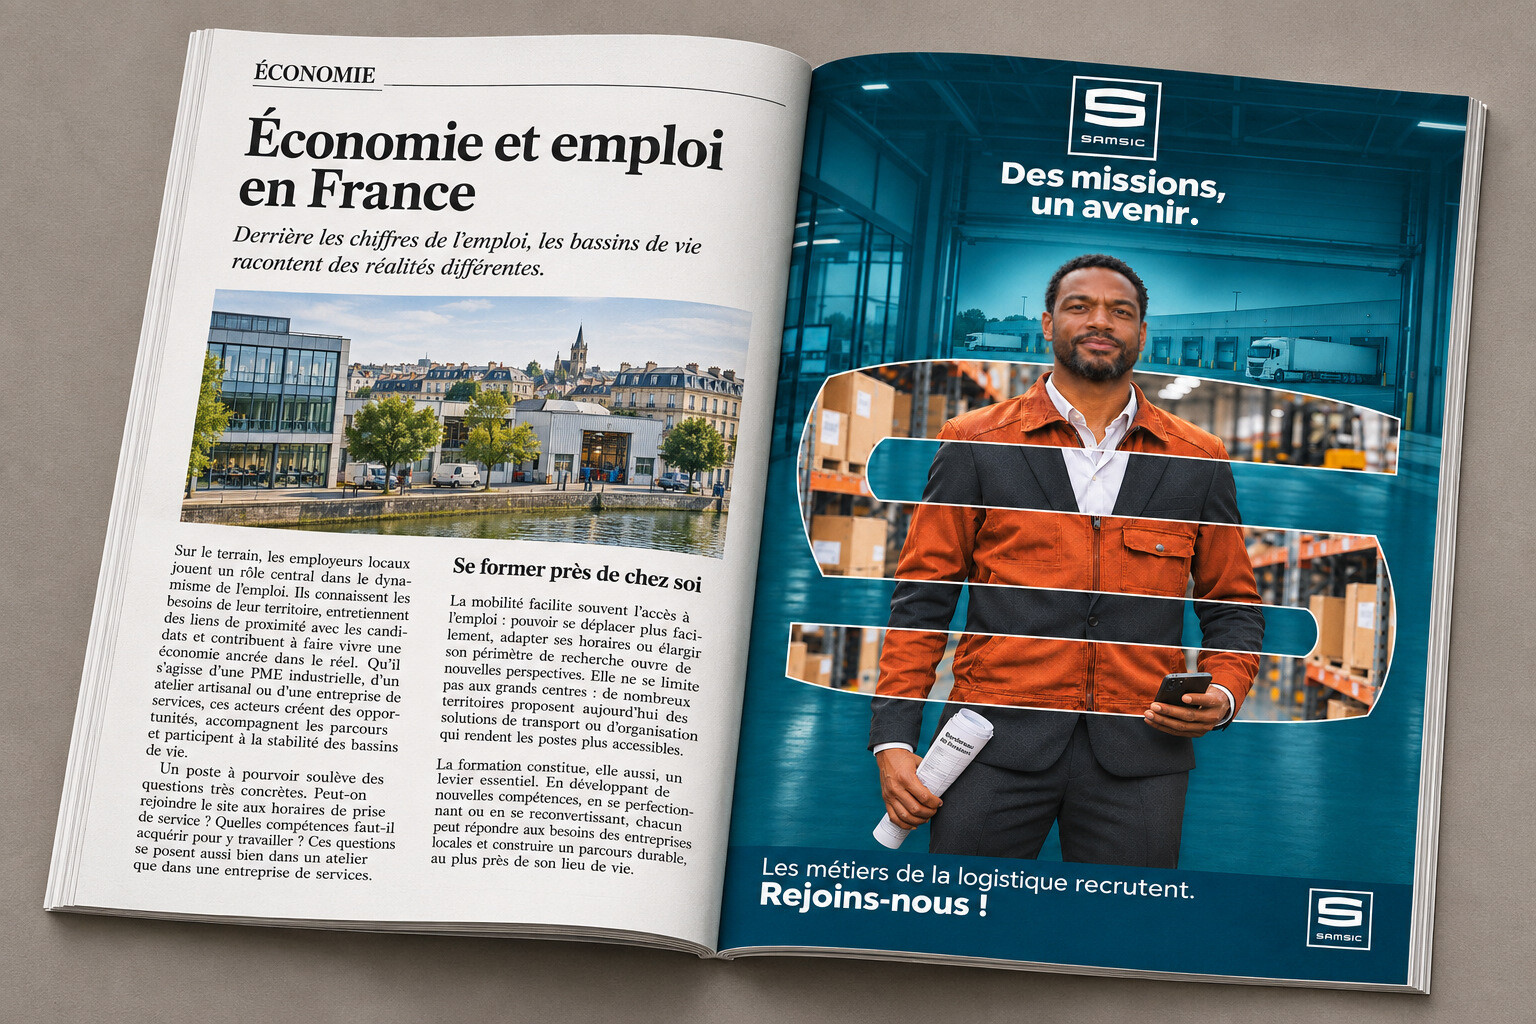 ÉCONOMIE
Économie et emploi
en France
Derrière les chiffres de l'emploi, les bassins de vie
racontent des réalités différentes.
Sur le terrain, les employeurs locaux
jouent un rôle central dans le dyna-
misme de l'emploi. Ils connaissent les
besoins de leur territoire, entretiennent
des liens de proximité avec les candi-
dats et contribuent à faire vivre une
économie ancrée dans le réel. Qu'il
s'agisse d'une PME industrielle, d'un
atelier artisanal ou d'une entreprise de
services, ces acteurs créent des oppor-
tunités, accompagnent les parcours
et participent à la stabilité des bassins
de vie.
Un poste à pourvoir soulève des
questions très concrètes. Peut-on
rejoindre le site aux horaires de prise
de service ? Quelles compétences faut-il
acquérir pour y travailler ? Ces questions
se posent aussi bien dans un atelier
que dans une entreprise de services.
Se former près de chez soi
La mobilité facilite souvent l'accès à
l'emploi : pouvoir se déplacer plus faci-
lement, adapter ses horaires ou élargir
son périmètre de recherche ouvre de
nouvelles perspectives. Elle ne se limite
pas aux grands centres : de nombreux
territoires proposent aujourd'hui des
solutions de transport ou d'organisation
qui rendent les postes plus accessibles.
La formation constitue, elle aussi, un
levier essentiel. En développant de
nouvelles compétences, en se perfection-
nant ou en se reconvertissant, chacun
peut répondre aux besoins des entreprises
locales et construire un parcours durable,
au plus près de son lieu de vie.
SAMSIC
Des missions,
un avenir.
Les métiers de la logistique recrutent.
Rejoins-nous !
SAMSIC